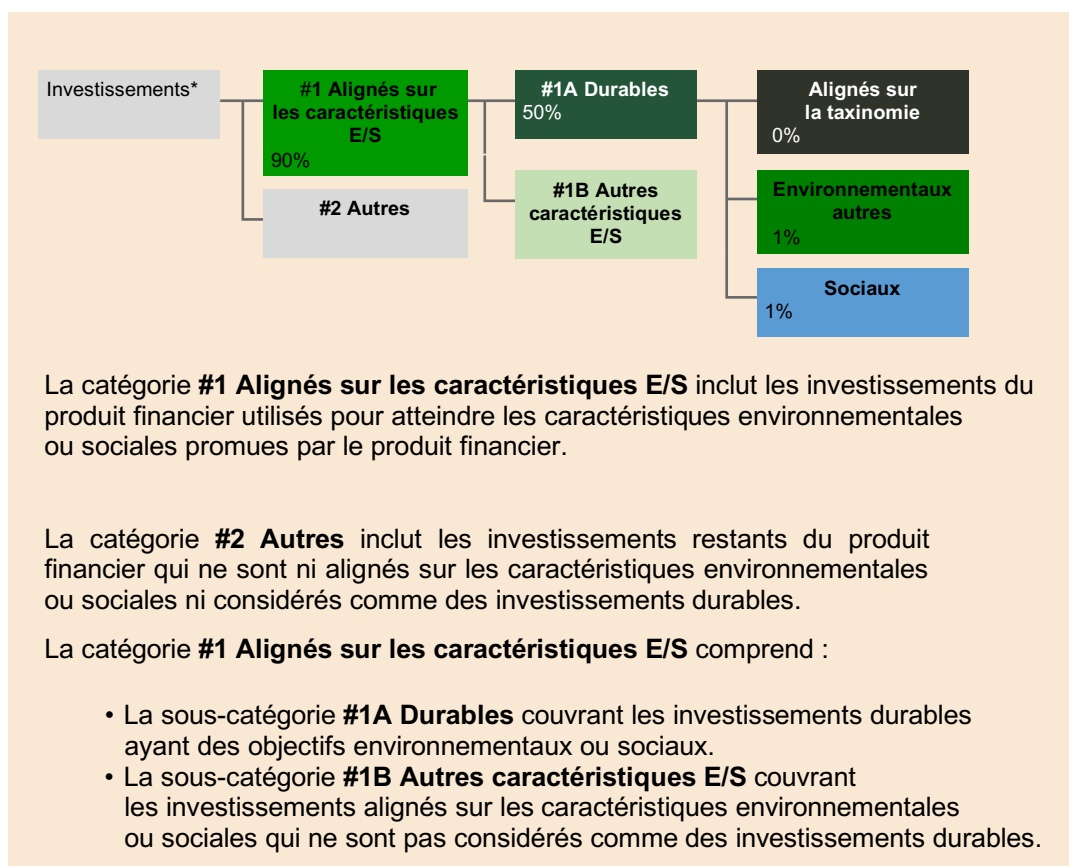 Investissements*
#1 Alignés sur
les caractéristiques
E/S
90%
#2 Autres
#1A Durables
50%
#1B Autres
caractéristiques
E/S
Alignés sur
la taxinomie
0%
Environnementaux
autres
1%
Sociaux
1%
La catégorie #1 Alignés sur les caractéristiques E/S inclut les investissements du
produit financier utilisés pour atteindre les caractéristiques environnementales
ou sociales promues par le produit financier.
La catégorie #2 Autres inclut les investissements restants du produit
financier qui ne sont ni alignés sur les caractéristiques environnementales
ou sociales ni considérés comme des investissements durables.
La catégorie #1 Alignés sur les caractéristiques E/S comprend :
• La sous-catégorie #1A Durables couvrant les investissements durables
ayant des objectifs environnementaux ou sociaux.
• La sous-catégorie #1B Autres caractéristiques E/S couvrant
les investissements alignés sur les caractéristiques environnementales
ou sociales qui ne sont pas considérés comme des investissements durables.